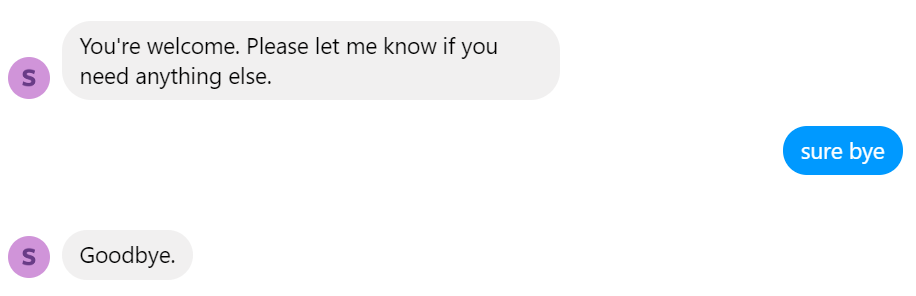 You're welcome. Please let me know if you
need anything else.
S
sure bye
Goodbye.
S